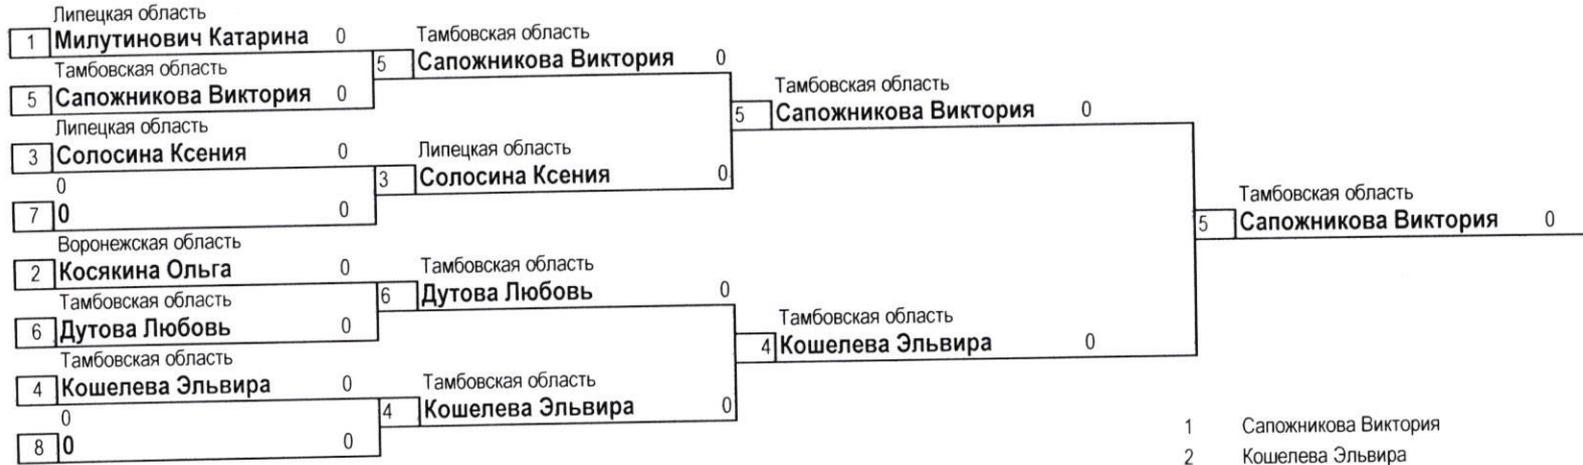 Липецкая область
1 Милутинович Катарина 0
Тамбовская область
5 Сапожникова Виктория 0
Липецкая область
3 Солосина Ксения 0
0
7 0 0
Воронежская область
2 Косякина Ольга 0
Тамбовская область
6 Дутова Любовь 0
Тамбовская область
4 Кошелева Эльвира 0
0
8 0 0
Тамбовская область
5 Сапожникова Виктория 0
Липецкая область
3 Солосина Ксения 0
Тамбовская область
6 Дутова Любовь 0
Тамбовская область
4 Кошелева Эльвира 0
Тамбовская область
5 Сапожникова Виктория 0
Тамбовская область
4 Кошелева Эльвира 0
Тамбовская область
5 Сапожникова Виктория 0
1 Сапожникова Виктория
2 Кошелева Эльвира